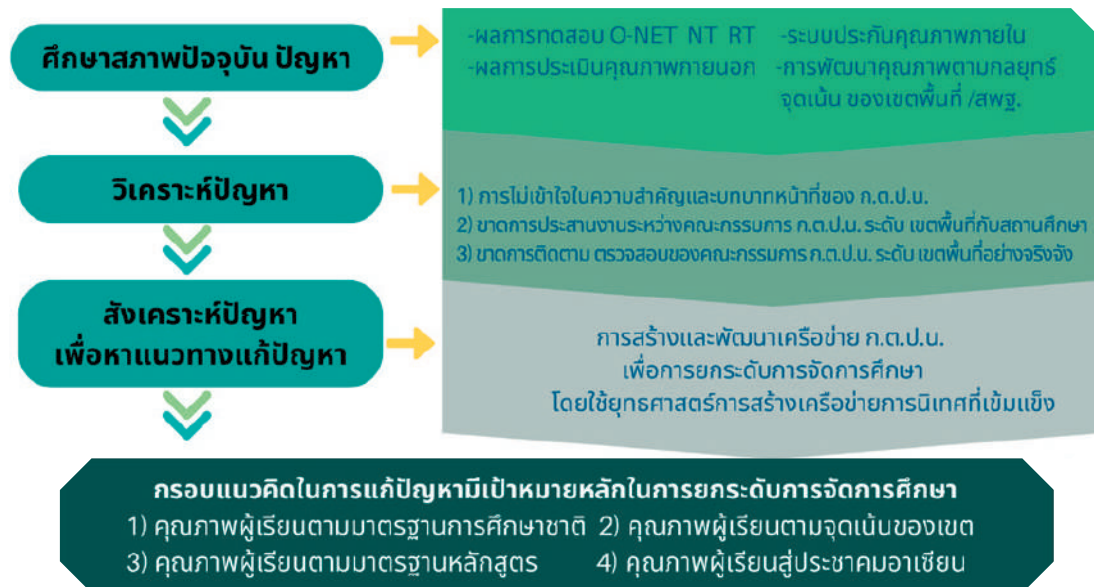 ศึกษาสภาพปัจจุบัน ปัญหา
-ผลการทดสอบ O-NET NT RT
-ผลการประเมินคุณภาพภายนอก
-ระบบประกันคุณภาพภายใน
-การพัฒนาคุณภาพตามกลยุทธ์
จุดเน้น ของเขตพื้นที่ /สพฐ.
วิเคราะห์ปัญหา
1) การไม่เข้าใจในความสำคัญและบทบาทหน้าที่ของ ก.ต.ป.น.
2) ขาดการประสานงานระหว่างคณะกรรมการ ก.ต.ป.น. ระดับ เขตพื้นที่กับสถานศึกษา
3) ขาดการติดตาม ตรวจสอบของคณะกรรมการ ก.ต.ป.น. ระดับ เขตพื้นที่อย่างจริงจัง
สังเคราะห์ปัญหา
เพื่อหาแนวทางแก้ปัญหา
การสร้างและพัฒนาเครือข่าย ก.ต.ป.น.
เพื่อการยกระดับการจัดการศึกษา
โดยใช้ยุทธศาสตร์การสร้างเครือข่ายการนิเทศที่เข้มแข็ง
กรอบแนวคิดในการแก้ปัญหามีเป้าหมายหลักในการยกระดับการจัดการศึกษา
1) คุณภาพผู้เรียนตามมาตรฐานการศึกษาชาติ 2) คุณภาพผู้เรียนตามจุดเน้นของเขต
3) คุณภาพผู้เรียนตามมาตรฐานหลักสูตร 4) คุณภาพผู้เรียนสู่ประชาคมอาเซียน